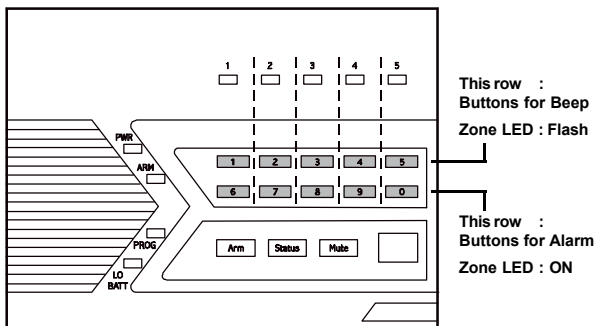 1 2 3 4 5
This row :
Buttons for Beep
Zone LED : Flash
PWR
ARM
1 2 3 4 5
6 7 8 9 0
This row :
Buttons for Alarm
Zone LED : ON
PROG
LO
BATT
Arm Status Mute